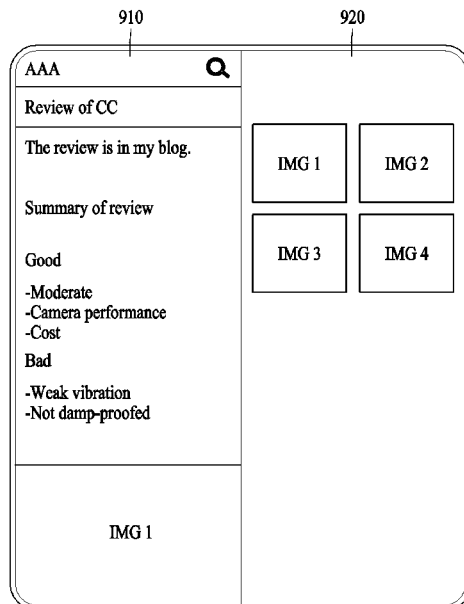 910
920
AAA
Review of CC
The review is in my blog.
Summary of review
Good
-Moderate
-Camera performance
-Cost
Bad
-Weak vibration
-Not damp-proofed
IMG 1
IMG 1
IMG 2
IMG 3
IMG 4